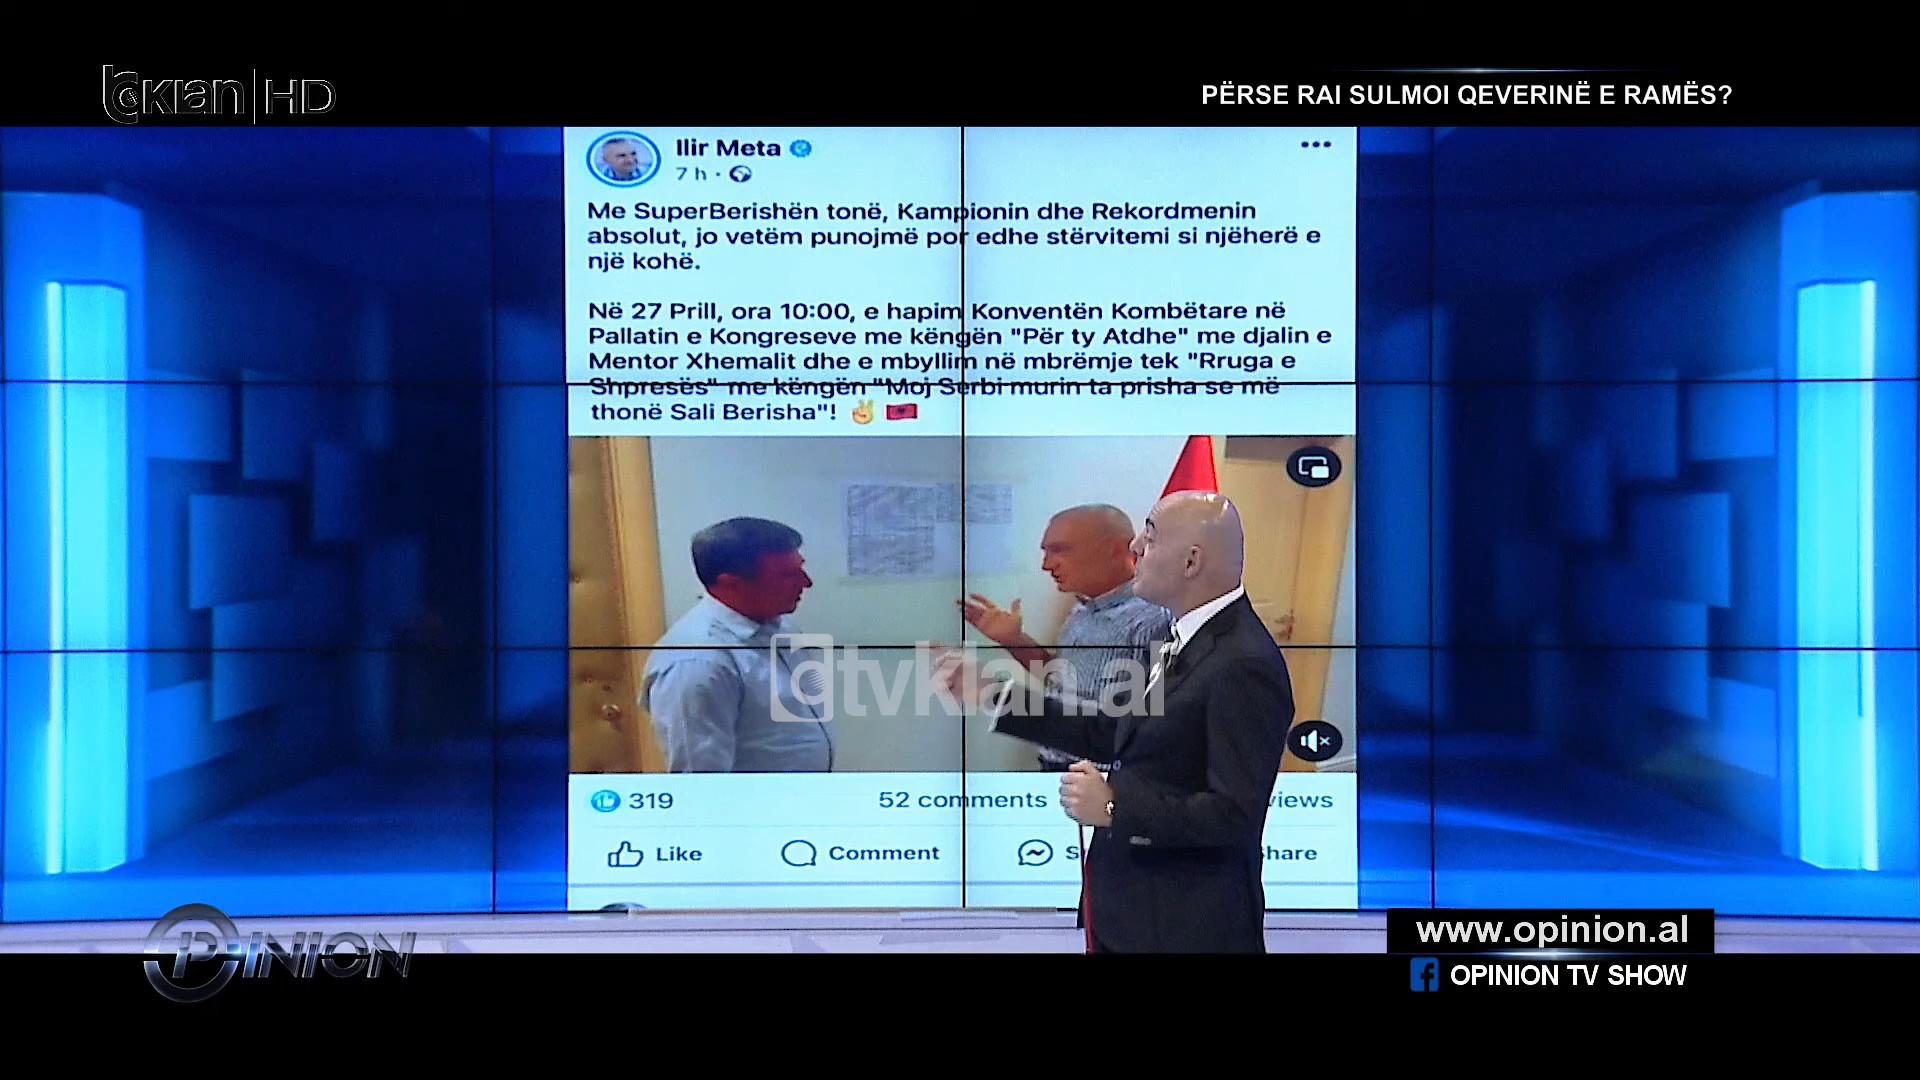 tvklan HD
PËRSE RAI SULMOI QEVERINË E RAMËS?
Ilir Meta
7 h ·
Me SuperBerishën tonë, Kampionin dhe Rekordmenin
absolut, jo vetëm punojmë por edhe stërvitemi si njëherë e
një kohë.
Në 27 Prill, ora 10:00, e hapim Konventën Kombëtare në
Pallatin e Kongreseve me këngën "Për ty Atdhe" me djalin e
Mentor Xhemalit dhe e mbyllim në mbrëmje tek "Rruga e
Shpresës" me këngën "Moj Serbi murin ta prisha se më
thonë Sali Berisha"! ✌️🇦🇱
tvklan.al
319
52 comments
views
Like
Comment
OPINION
www.opinion.al
OPINION TV SHOW